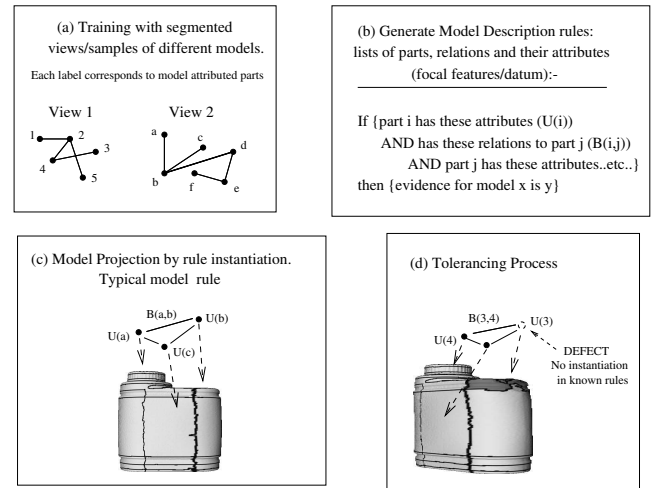 (a) Training with segmented
views/samples of different models.
Each label corresponds to model attributed parts
View 1
View 2
1
2
3
4
5
a
c
d
b
f
e
(b) Generate Model Description rules:
lists of parts, relations and their attributes
(focal features/datum):-
If {part i has these attributes (U(i))
AND has these relations to part j (B(i,j))
AND part j has these attributes..etc..}
then {evidence for model x is y}
(c) Model Projection by rule instantiation.
Typical model rule
B(a,b)
U(b)
U(a)
U(c)
(d) Tolerancing Process
B(3,4)
U(3)
U(4)
DEFECT
No instantiation
in known rules